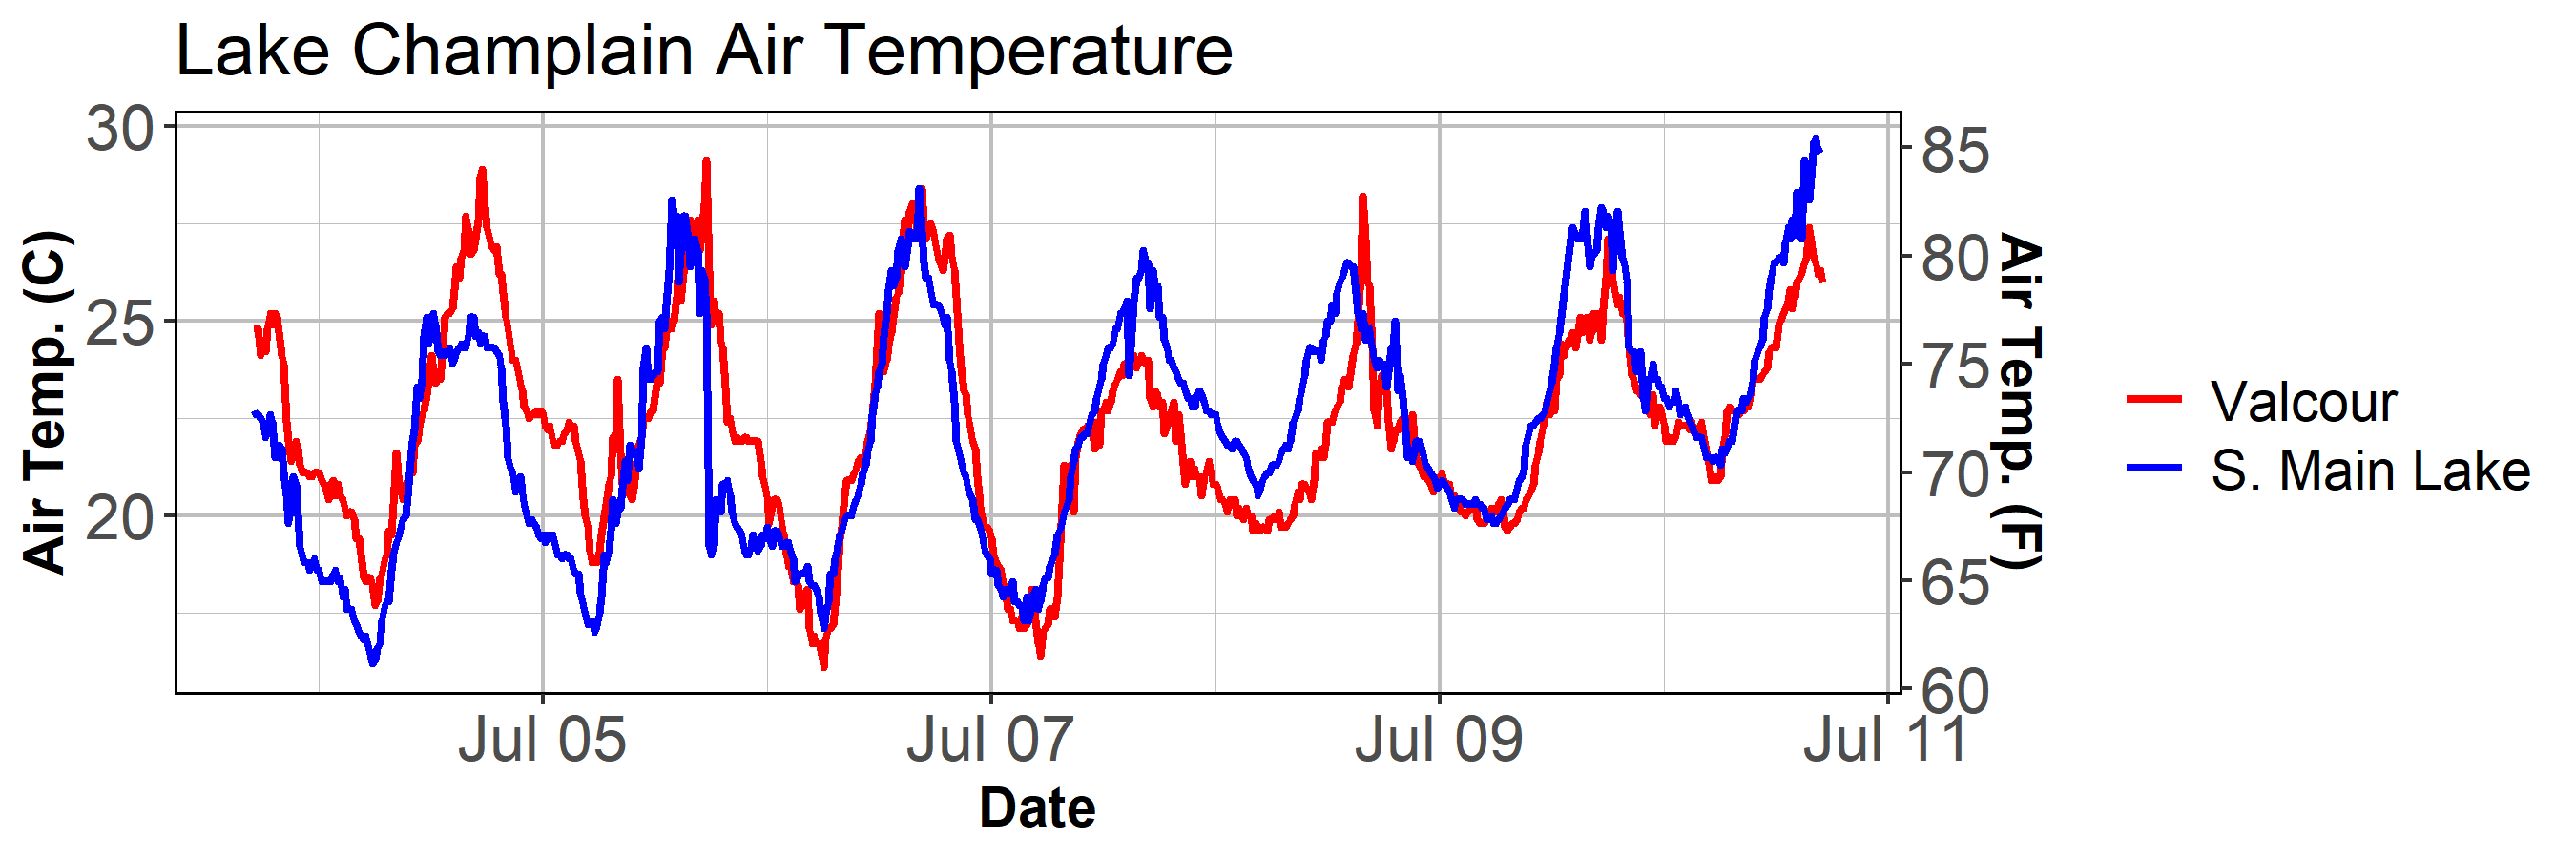 Lake Champlain Air Temperature
30
25
20
Air Temp. (C)
85
80
75
70
65
60
Air Temp. (F)
Jul 05
Jul 07
Jul 09
Jul 11
Date
Valcour
S. Main Lake